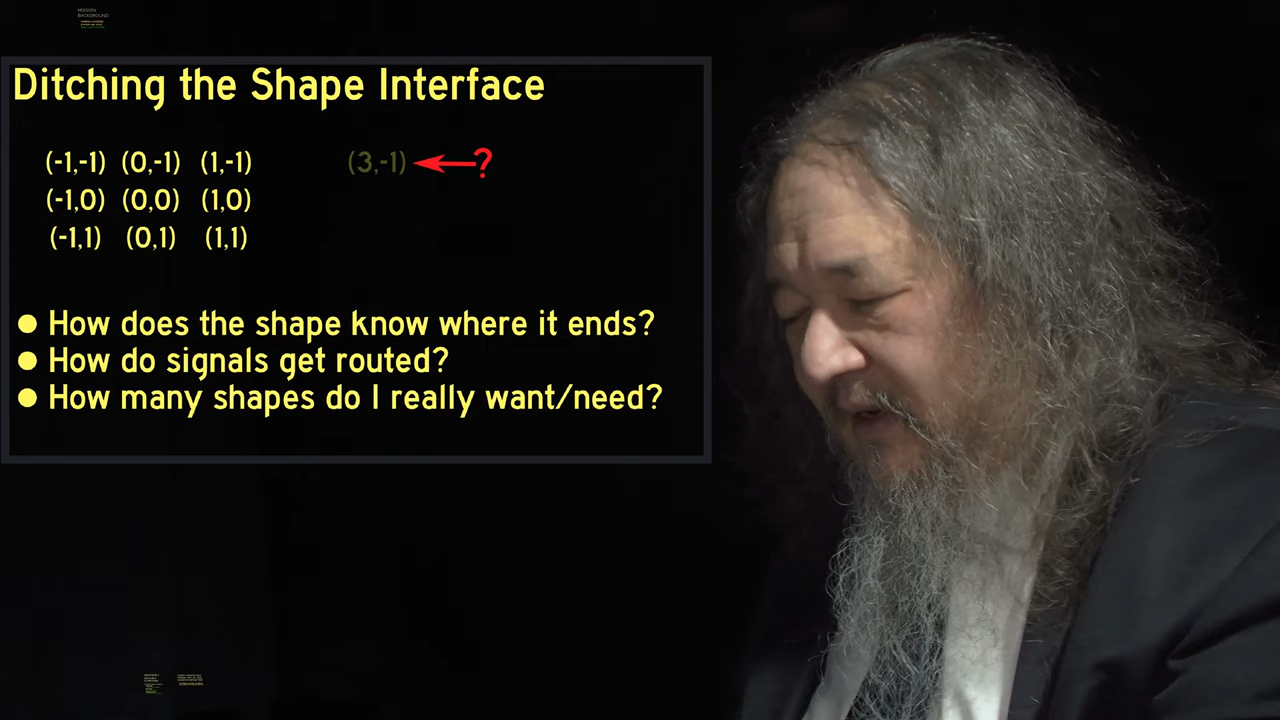 MISSION
BACKGROUND
Ditching the Shape Interface
(-1,-1) (0,-1) (1,-1) (3,-1) ?
(-1,0) (0,0) (1,0)
(-1,1) (0,1) (1,1)
● How does the shape know where it ends?
● How do signals get routed?
● How many shapes do I really want/need?